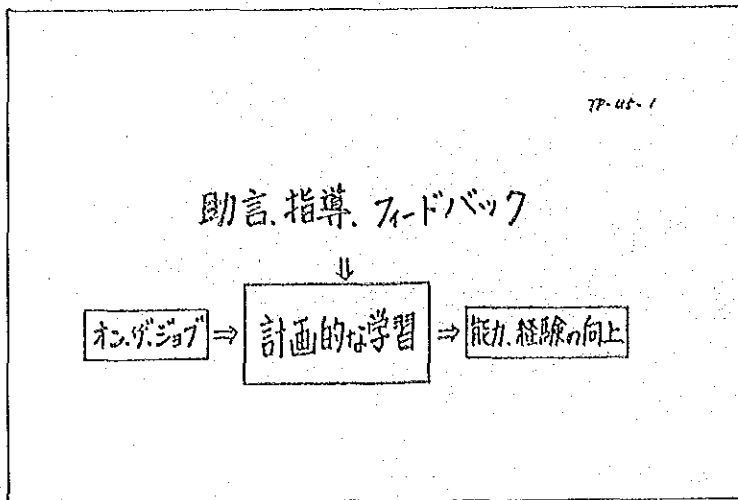 TP-US-1
助言、指導、フィードバック
⇓
オン・ザ・ジョブ ⇒ 計画的な学習 ⇒ 能力、経験の向上